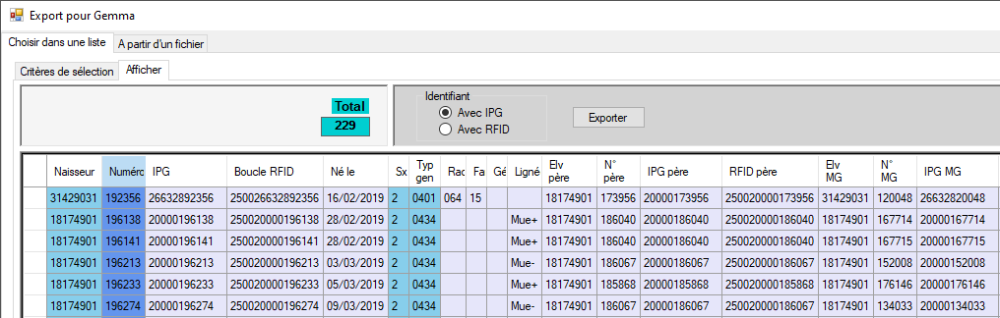 Export pour Gemma
Choisir dans une liste A partir d'un fichier
Critères de sélection Afficher
Total
229
Identifiant
Avec IPG
Avec RFID
Exporter
Naisseur Numéro IPG Boucle RFID Né le Sx Typ gen Rac Fa Gé Ligné Elv père N° père IPG père RFID père Elv MG N° MG IPG MG
31429031 192356 26632892356 250026632892356 16/02/2019 2 0401 064 15 18174901 173956 20000173956 250020000173956 31429031 120048 26632820048
18174901 196138 20000196138 250020000196138 28/02/2019 2 0434 Mue+ 18174901 186040 20000186040 250020000186040 18174901 167714 20000167714
18174901 196141 20000196141 250020000196141 28/02/2019 2 0434 Mue+ 18174901 186040 20000186040 250020000186040 18174901 167715 20000167715
18174901 196213 20000196213 250020000196213 03/03/2019 2 0434 Mue- 18174901 186067 20000186067 250020000186067 18174901 152008 20000152008
18174901 196233 20000196233 250020000196233 05/03/2019 2 0434 Mue+ 18174901 185868 20000185868 250020000185868 18174901 176146 20000176146
18174901 196274 20000196274 250020000196274 09/03/2019 2 0434 Mue- 18174901 186067 20000186067 250020000186067 18174901 134033 20000134033